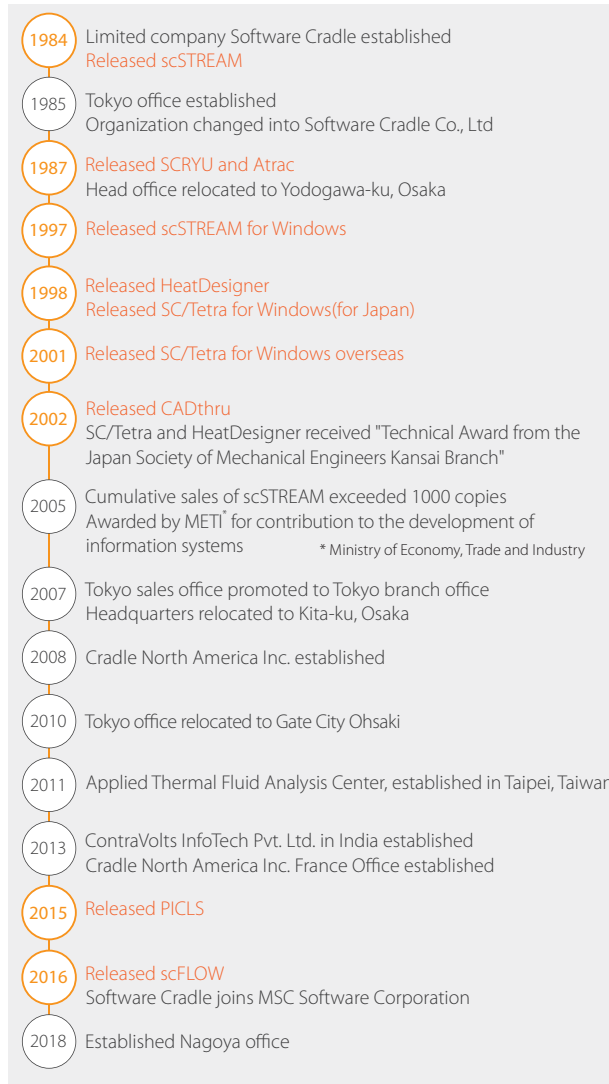 1984
Limited company Software Cradle established
Released scSTREAM
1985
Tokyo office established
Organization changed into Software Cradle Co., Ltd
1987
Released SCRYU and Atrac
Head office relocated to Yodogawa-ku, Osaka
1997
Released scSTREAM for Windows
1998
Released HeatDesigner
Released SC/Tetra for Windows(for Japan)
2001
Released SC/Tetra for Windows overseas
2002
Released CADthru
SC/Tetra and HeatDesigner received "Technical Award from the
Japan Society of Mechanical Engineers Kansai Branch"
2005
Cumulative sales of scSTREAM exceeded 1000 copies
Awarded by METI* for contribution to the development of
information systems
* Ministry of Economy, Trade and Industry
2007
Tokyo sales office promoted to Tokyo branch office
Headquarters relocated to Kita-ku, Osaka
2008
Cradle North America Inc. established
2010
Tokyo office relocated to Gate City Ohsaki
2011
Applied Thermal Fluid Analysis Center, established in Taipei, Taiwan
2013
ContraVolts InfoTech Pvt. Ltd. in India established
Cradle North America Inc. France Office established
2015
Released PICLS
2016
Released scFLOW
Software Cradle joins MSC Software Corporation
2018
Established Nagoya office